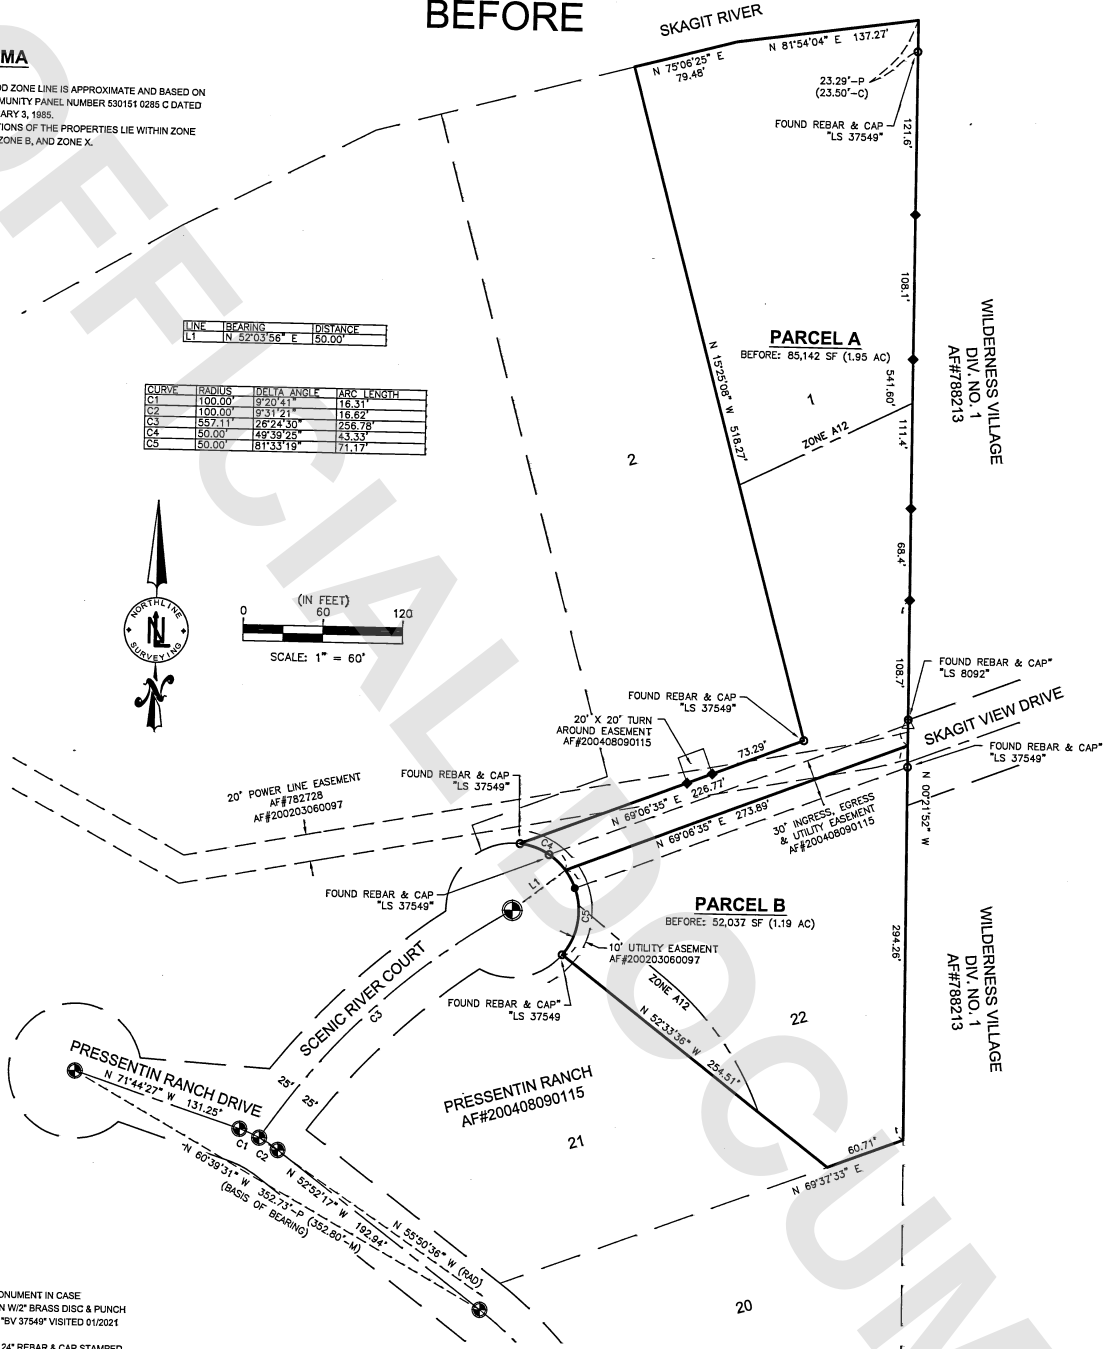 BEFORE
MA
OD ZONE LINE IS APPROXIMATE AND BASED ON
MUNITY PANEL NUMBER 530151 0285 C DATED
ARY 3, 1985.
TIONS OF THE PROPERTIES LIE WITHIN ZONE
ZONE B, AND ZONE X.
SKAGIT RIVER
N 75°06'25" E
79.48'
N 81°54'04" E 137.27'
23.29'-P
(23.50'-C)
FOUND REBAR & CAP
"LS 37549"
121.6'
108.1'
WILDERNESS VILLAGE
DIV. NO. 1
AF#788213
LINE BEARING DISTANCE
L1 N 52°03'56" E 50.00'
CURVE RADIUS DELTA ANGLE ARC LENGTH
C1 100.00' 9°20'41" 16.31'
C2 100.00' 9°31'21" 16.62'
C3 557.11' 26°24'30" 256.78'
C4 50.00' 49°39'25" 43.33'
C5 50.00' 81°33'19" 71.17'
PARCEL A
BEFORE: 85,142 SF (1.95 AC)
1
541.60'
N 15°25'08" W 518.27'
ZONE A12
111.4'
2
68.4'
108.7'
NORTHLINE
NL
SURVEYING
N
(IN FEET)
0 60 120
SCALE: 1" = 60'
FOUND REBAR & CAP"
"LS 8092"
SKAGIT VIEW DRIVE
FOUND REBAR & CAP
"LS 37549"
20' X 20' TURN
AROUND EASEMENT
AF#200408090115
73.29'
FOUND REBAR & CAP"
"LS 37549"
20' POWER LINE EASEMENT
AF#782728
AF#200203060097
FOUND REBAR & CAP
"LS 37549"
N 69°06'35" E 226.77'
N 69°06'35" E 273.89'
30' INGRESS, EGRESS
& UTILITY EASEMENT
AF#200408090115
N 00°21'52" W
FOUND REBAR & CAP
"LS 37549"
C4
L1
C5
PARCEL B
BEFORE: 52,037 SF (1.19 AC)
294.26'
10' UTILITY EASEMENT
AF#200203060097
ZONE A12
WILDERNESS VILLAGE
DIV. NO. 1
AF#788213
FOUND REBAR & CAP"
"LS 37549
SCENIC RIVER COURT
C3
22
N 52°33'36" W 254.51'
PRESSENTIN RANCH DRIVE
N 71°44'27" W 131.25'
25'
25'
PRESSENTIN RANCH
AF#200408090115
21
C1
C2
60.71'
N 69°37'33" E
N 60°39'31" W 352.73'-P (352.80'-M)
(BASIS OF BEARING)
N 52°52'17" W 192.94'
N 55°50'36" W (RAD)
20
ONUMENT IN CASE
N W/2" BRASS DISC & PUNCH
"BV 37549" VISITED 01/2021
24" REBAR & CAP STAMPED
OFFICIAL DOCUM